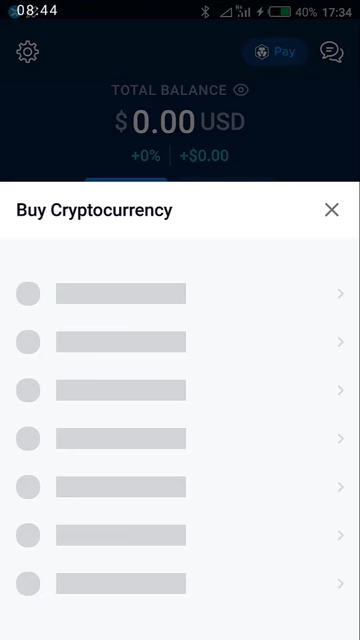 08:44
40% 17:34
Pay
TOTAL BALANCE
$ 0.00 USD
+0% +$0.00
Buy Cryptocurrency